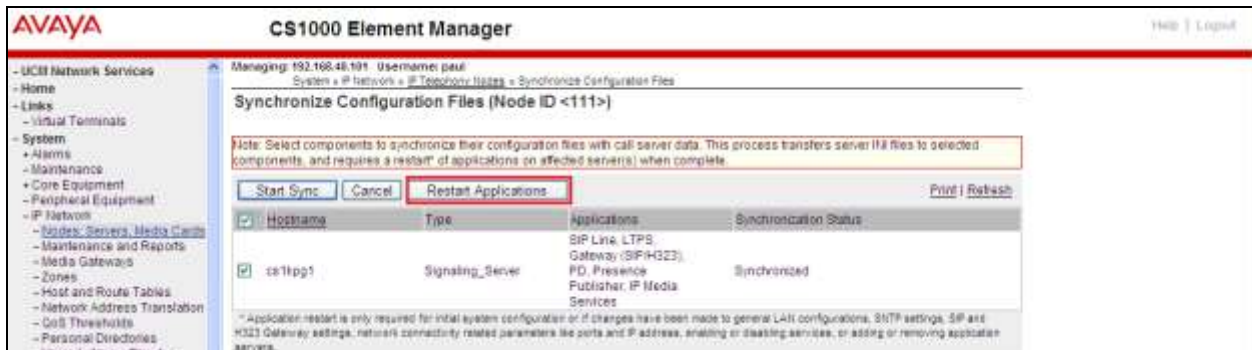 AVAYA
CS1000 Element Manager
Help | Logout
- UCM Network Services
- Home
- Links
- Virtual Terminals
- System
+ Alarms
- Maintenance
+ Core Equipment
- Peripheral Equipment
- IP Network
- Nodes: Servers, Media Cards
- Maintenance and Reports
- Media Gateways
- Zones
- Host and Route Tables
- Network Address Translation
- QoS Thresholds
- Personal Directories
Managing: 192.168.48.101 Username: paul
System » IP Network » IP Telephony Nodes » Synchronize Configuration Files
Synchronize Configuration Files (Node ID <111>)
Note: Select components to synchronize their configuration files with call server data. This process transfers server INI files to selected
components, and requires a restart* of applications on affected server(s) when complete.
Start Sync Cancel Restart Applications Print | Refresh
Hostname Type Applications Synchronization Status
cs1kpg1 Signaling_Server SIP Line, LTPS, Gateway (SIP/H323), PD, Presence Publisher, IP Media Services Synchronized
* Application restart is only required for initial system configuration or if changes have been made to general LAN configurations, SNTP settings, SIP and
H323 Gateway settings, network connectivity related parameters like ports and IP address, enabling or disabling services, or adding or removing application
servers.